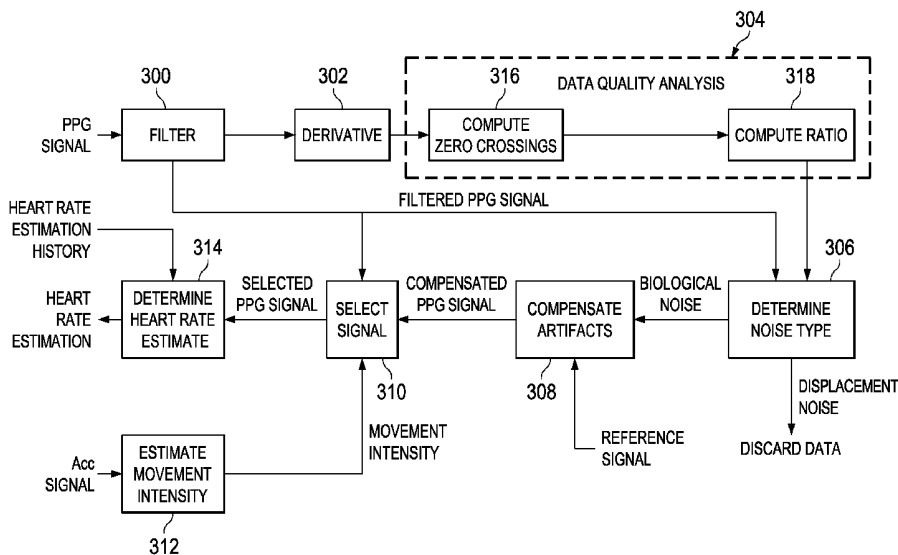 304
300
302
316
DATA QUALITY ANALYSIS
318
PPG
SIGNAL
FILTER
DERIVATIVE
COMPUTE
ZERO CROSSINGS
COMPUTE RATIO
FILTERED PPG SIGNAL
HEART RATE
ESTIMATION
HISTORY
314
306
HEART
RATE
ESTIMATION
DETERMINE
HEART RATE
ESTIMATE
SELECTED
PPG SIGNAL
SELECT
SIGNAL
COMPENSATED
PPG SIGNAL
COMPENSATE
ARTIFACTS
BIOLOGICAL
NOISE
DETERMINE
NOISE TYPE
310
308
DISPLACEMENT
NOISE
MOVEMENT
INTENSITY
REFERENCE
SIGNAL
DISCARD DATA
Acc
SIGNAL
ESTIMATE
MOVEMENT
INTENSITY
312